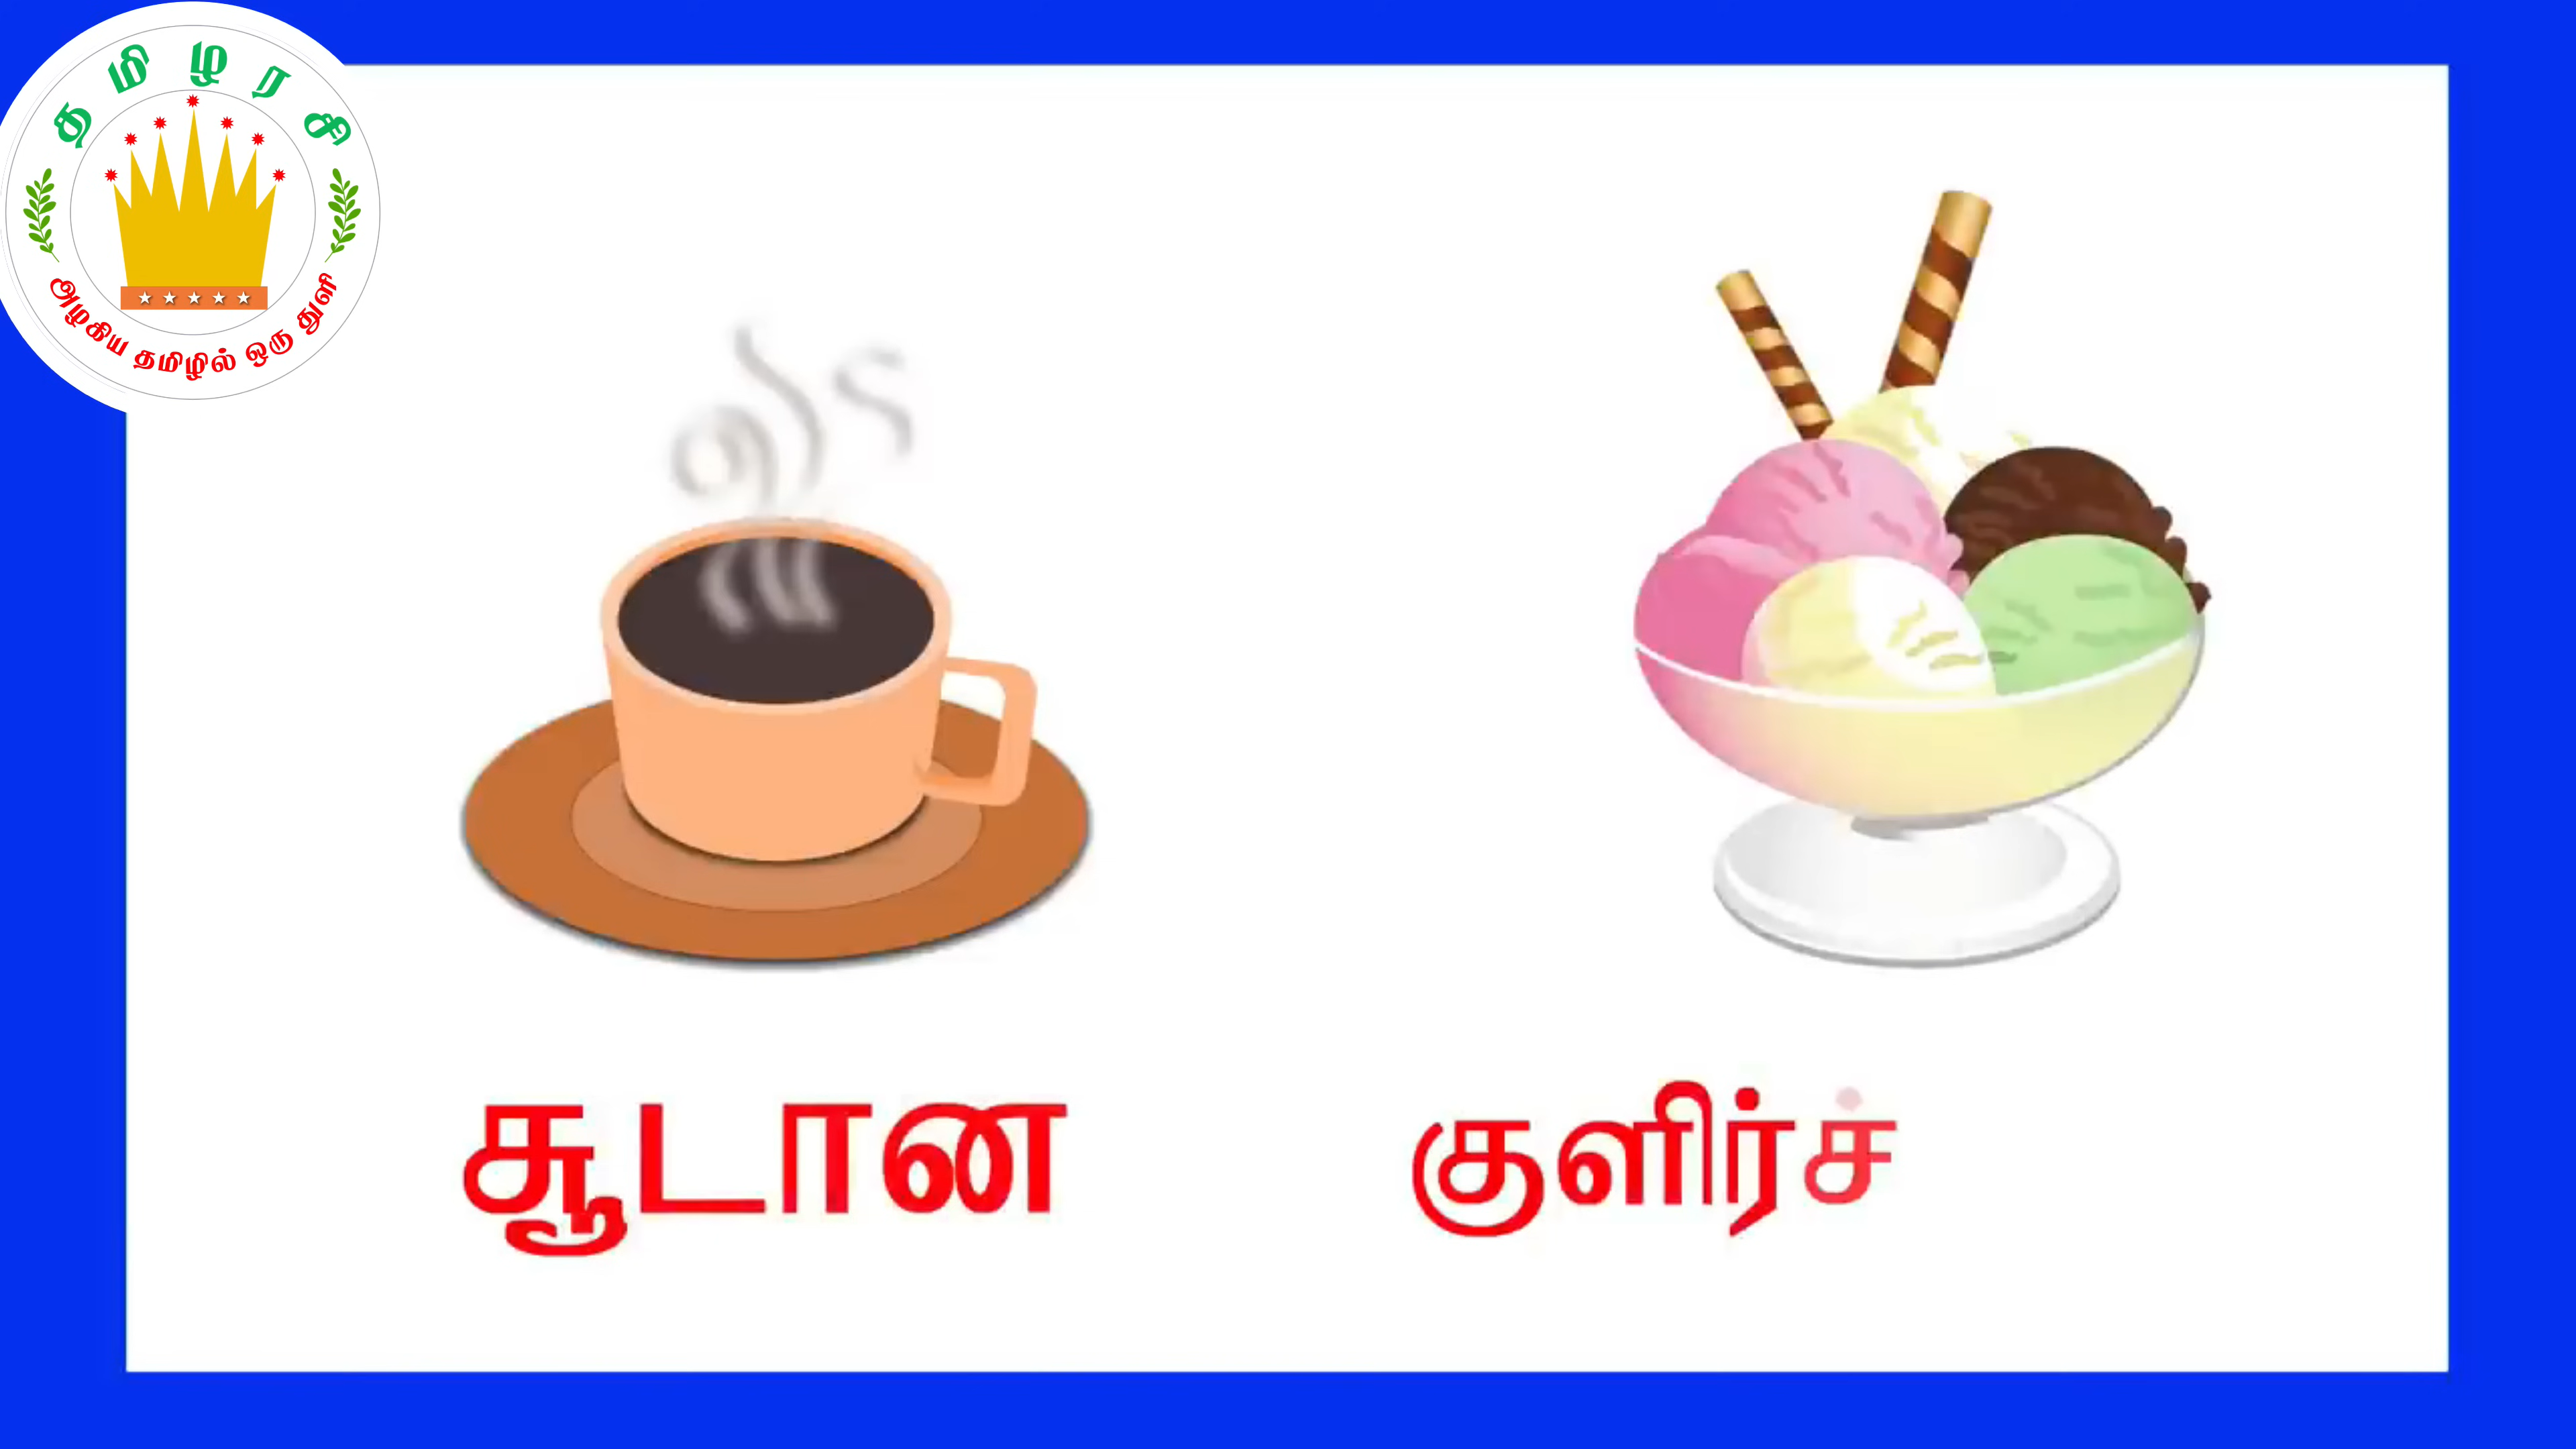 தமிழரசி
அழகிய தமிழில் ஒரு துளி
சூடான
குளிர்ச்